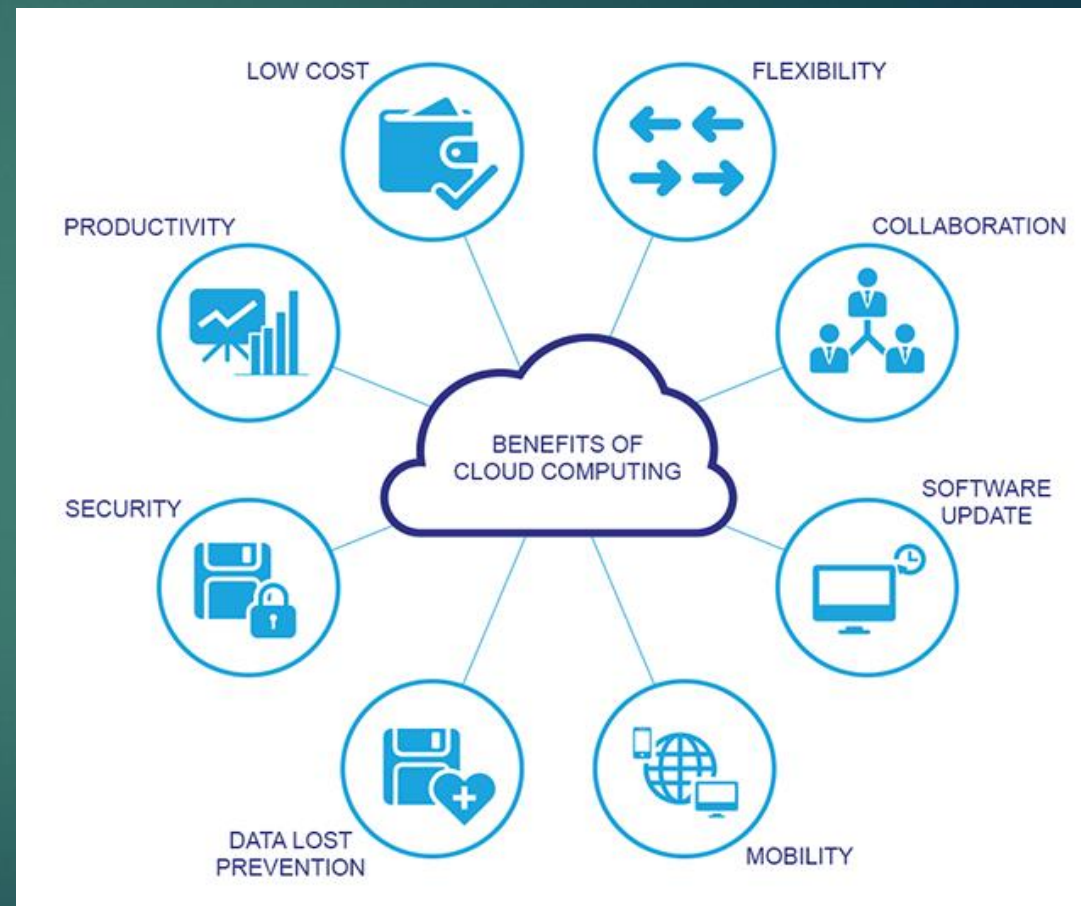 LOW COST
FLEXIBILITY
PRODUCTIVITY
COLLABORATION
BENEFITS OF
CLOUD COMPUTING
SECURITY
SOFTWARE
UPDATE
DATA LOST
PREVENTION
MOBILITY